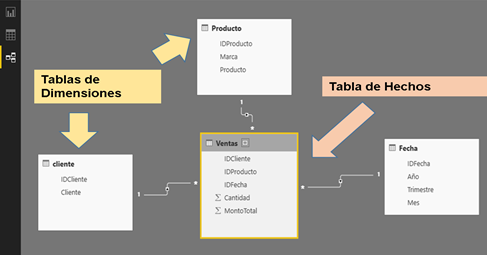 Producto
IDProducto
Marca
Producto
Tablas de
Dimensiones
Tabla de Hechos
1
*
Ventas
IDCliente
IDProducto
IDFecha
Σ Cantidad
Σ MontoTotal
cliente
IDCliente
Cliente
1
*
*
1
Fecha
IDFecha
Año
Trimestre
Mes